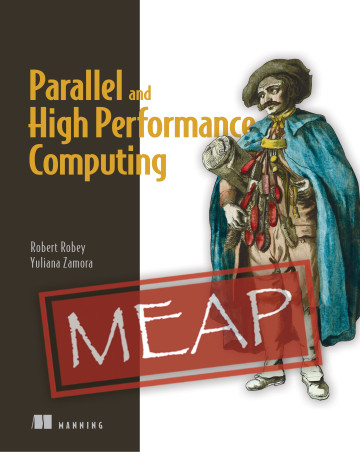 Parallel and
High Performance
Computing
Robert Robey
Yuliana Zamora
MEAP
MANNING